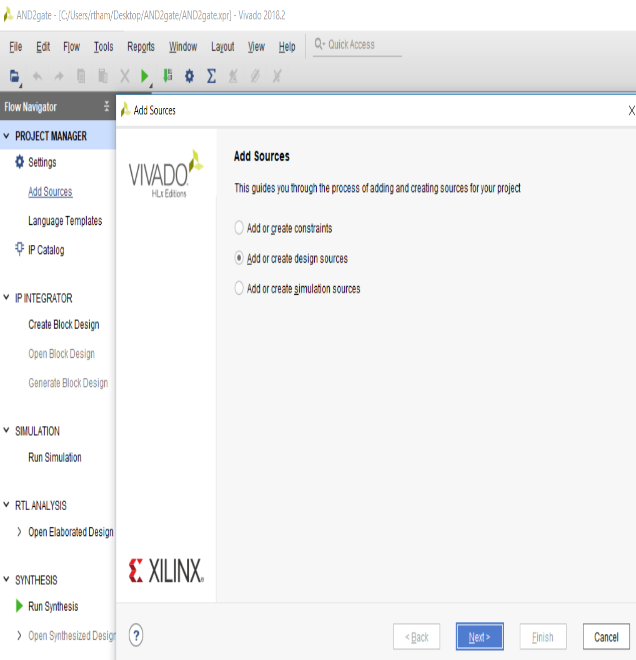 AND2gate - [C:/Users/rtham/Desktop/AND2gate/AND2gate.xpr] - Vivado 2018.2
File Edit Flow Tools Reports Window Layout View Help Q- Quick Access
Flow Navigator
PROJECT MANAGER
Settings
Add Sources
Language Templates
IP Catalog
IP INTEGRATOR
Create Block Design
Open Block Design
Generate Block Design
SIMULATION
Run Simulation
RTL ANALYSIS
Open Elaborated Design
SYNTHESIS
Run Synthesis
Open Synthesized Design
Add Sources
VIVADO
HLx Editions
Add Sources
This guides you through the process of adding and creating sources for your project
Add or create constraints
Add or create design sources
Add or create simulation sources
XILINX
? < Back Next > Finish Cancel